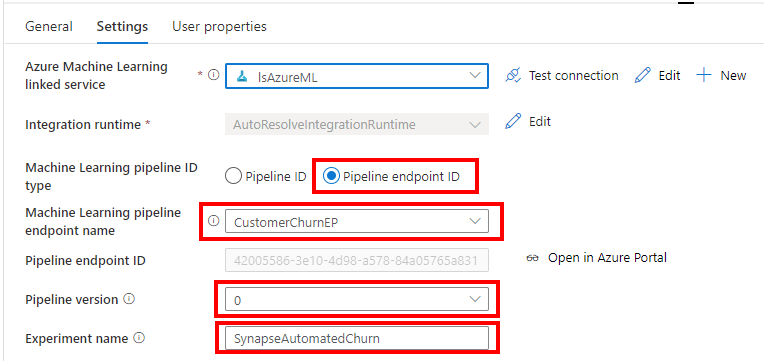 General Settings User properties
Azure Machine Learning
linked service * lsAzureML Test connection Edit New
Integration runtime * AutoResolveIntegrationRuntime Edit
Machine Learning pipeline ID
type Pipeline ID Pipeline endpoint ID
Machine Learning pipeline
endpoint name CustomerChurnEP
Pipeline endpoint ID 42005586-3e10-4d98-a578-84a05765a831 Open in Azure Portal
Pipeline version 0
Experiment name SynapseAutomatedChurn